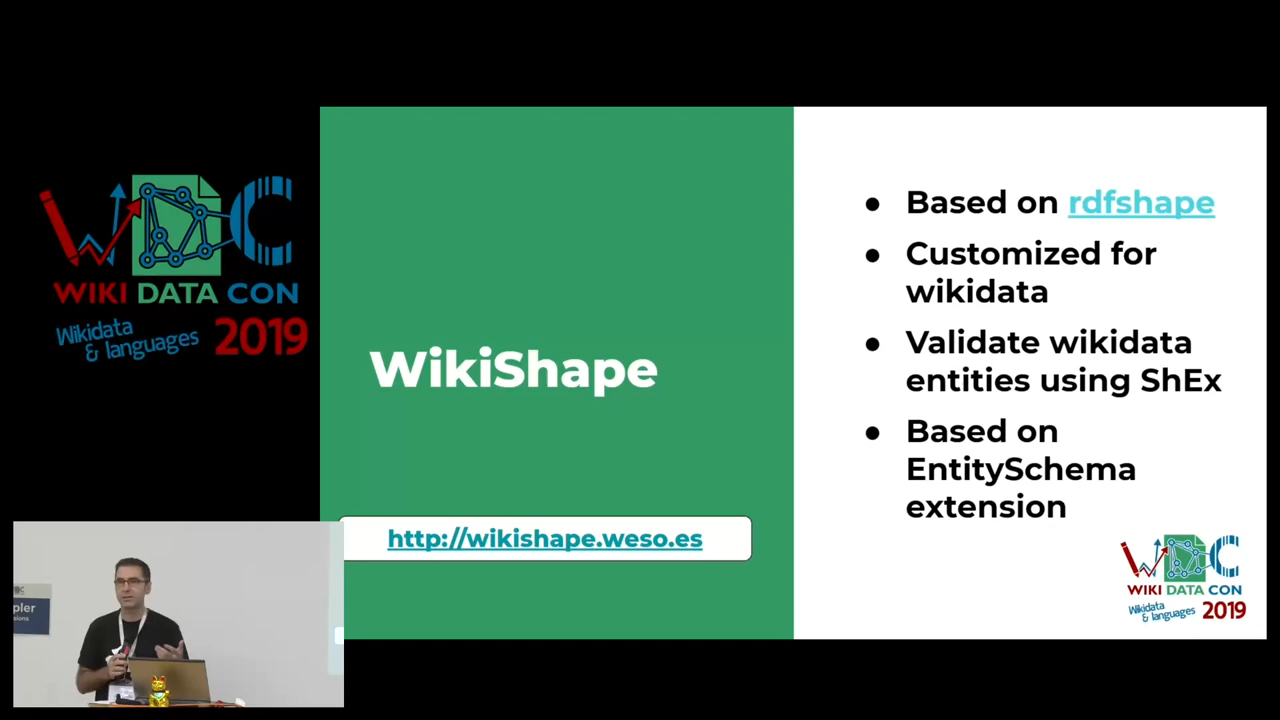 WIKI DATA CON
Wikidata
& languages
2019
WikiShape
http://wikishape.weso.es
● Based on rdfshape
● Customized for
wikidata
● Validate wikidata
entities using ShEx
● Based on
EntitySchema
extension
WIKI DATA CON
Wikidata
& languages
2019
pler